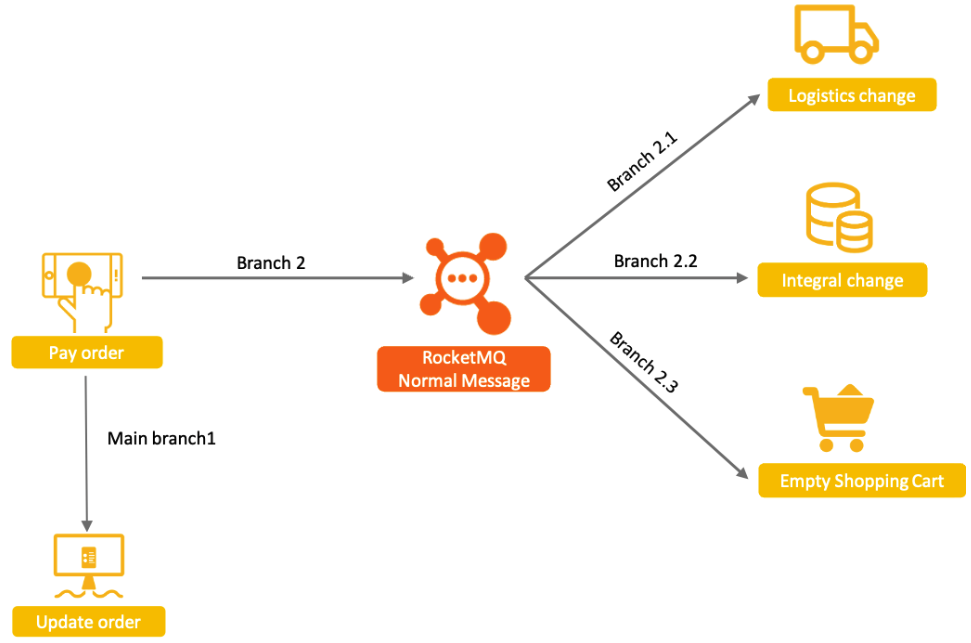 Logistics change
Branch 2.1
Branch 2
Branch 2.2
Integral change
Pay order
RocketMQ
Normal Message
Branch 2.3
Main branch1
Empty Shopping Cart
Update order